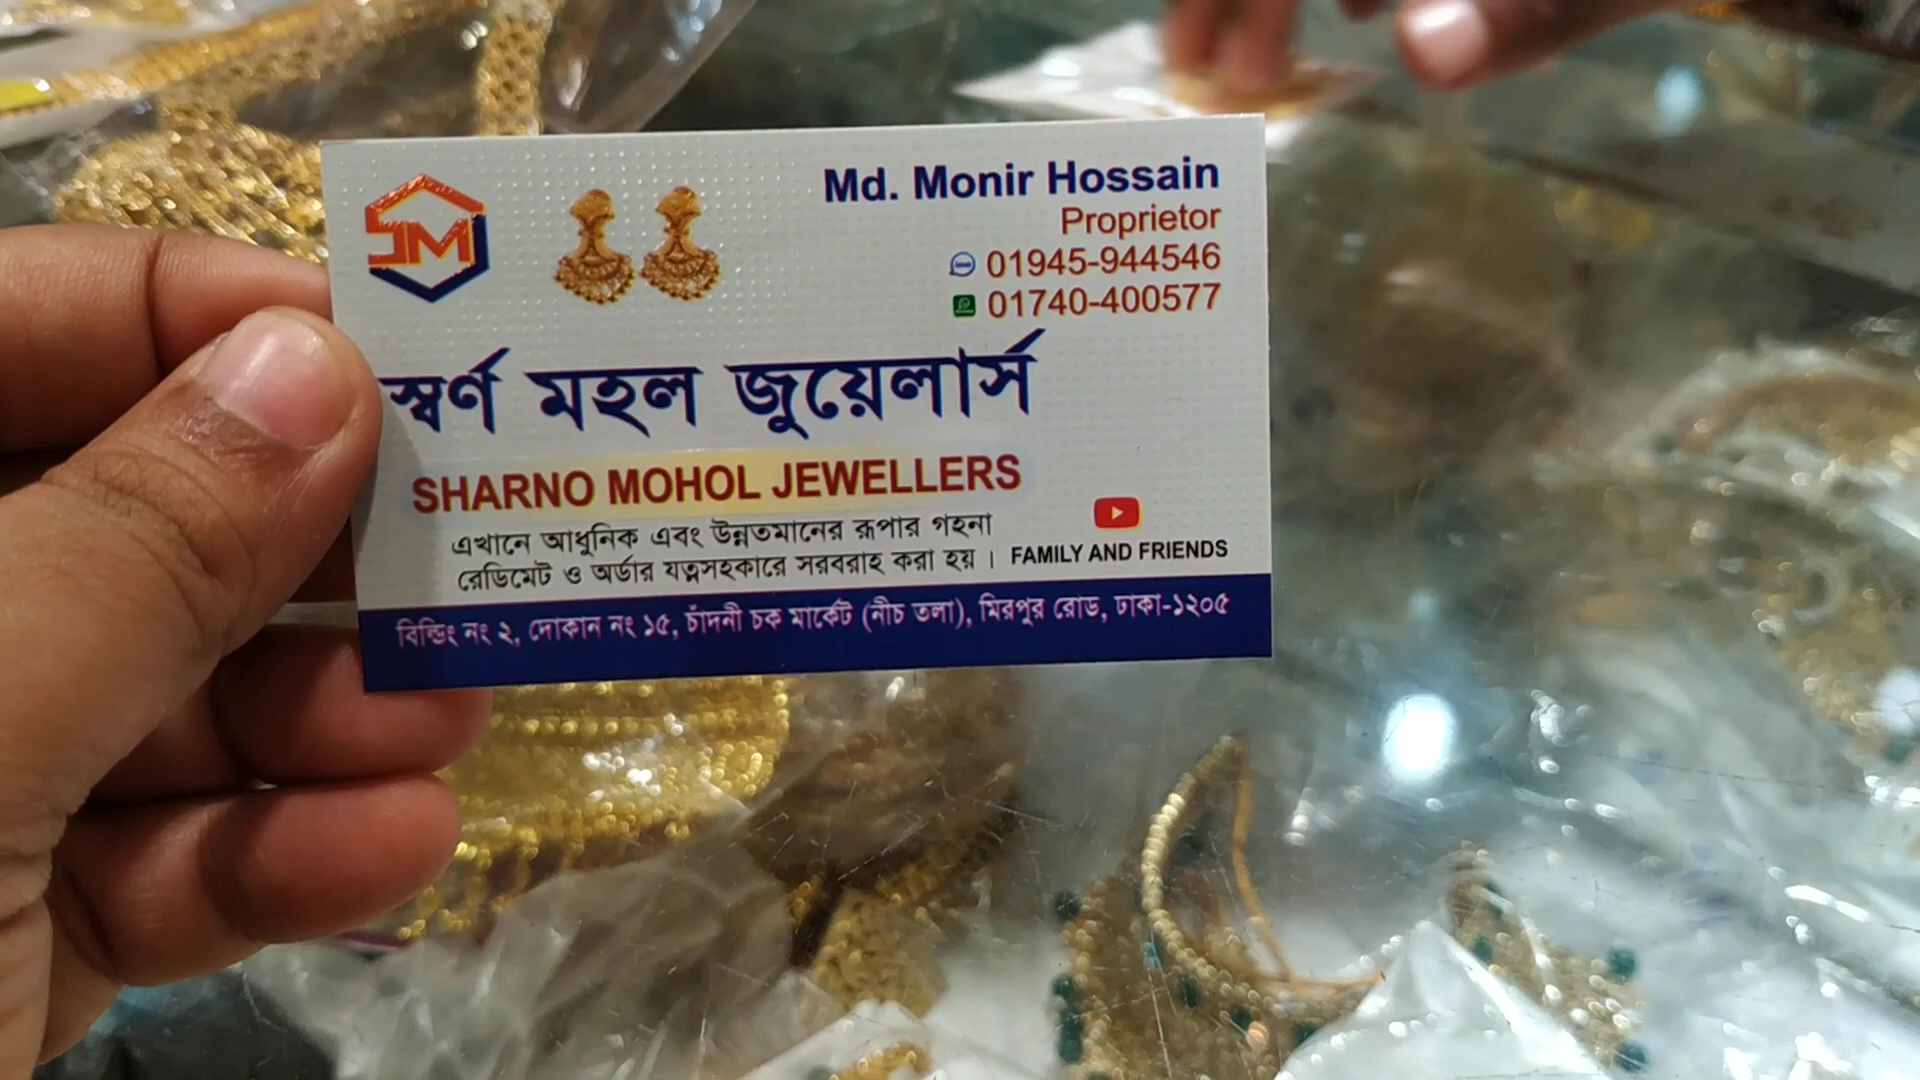 SM
Md. Monir Hossain
Proprietor
01945-944546
01740-400577
স্বর্ণ মহল জুয়েলার্স
SHARNO MOHOL JEWELLERS
এখানে আধুনিক এবং উন্নতমানের রূপার গহনা
রেডিমেট ও অর্ডার যত্নসহকারে সরবরাহ করা হয় ।
FAMILY AND FRIENDS
বিল্ডিং নং ২, দোকান নং ১৫, চাঁদনী চক মার্কেট (নীচ তলা), মিরপুর রোড, ঢাকা-১২০৫